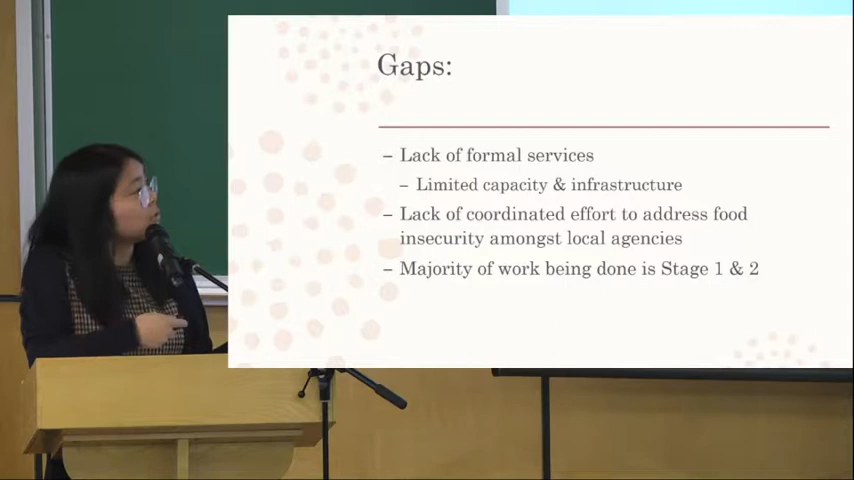 Gaps:
– Lack of formal services
– Limited capacity & infrastructure
– Lack of coordinated effort to address food
insecurity amongst local agencies
– Majority of work being done is Stage 1 & 2